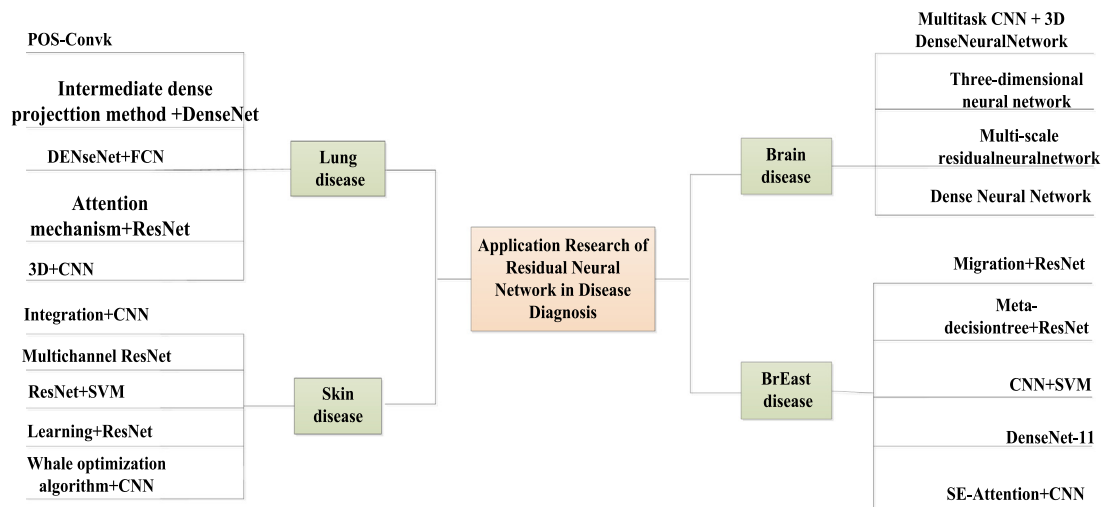 POS-Convk
Intermediate dense
projecttion method +DenseNet
DENseNet+FCN
Attention
mechanism+ResNet
3D+CNN
Lung
disease
Integration+CNN
Multichannel ResNet
ResNet+SVM
Learning+ResNet
Whale optimization
algorithm+CNN
Skin
disease
Application Research of
Residual Neural
Network in Disease
Diagnosis
Brain
disease
Multitask CNN + 3D
DenseNeuralNetwork
Three-dimensional
neural network
Multi-scale
residualneuralnetwork
Dense Neural Network
BrEast
disease
Migration+ResNet
Meta-
decisiontree+ResNet
CNN+SVM
DenseNet-11
SE-Attention+CNN